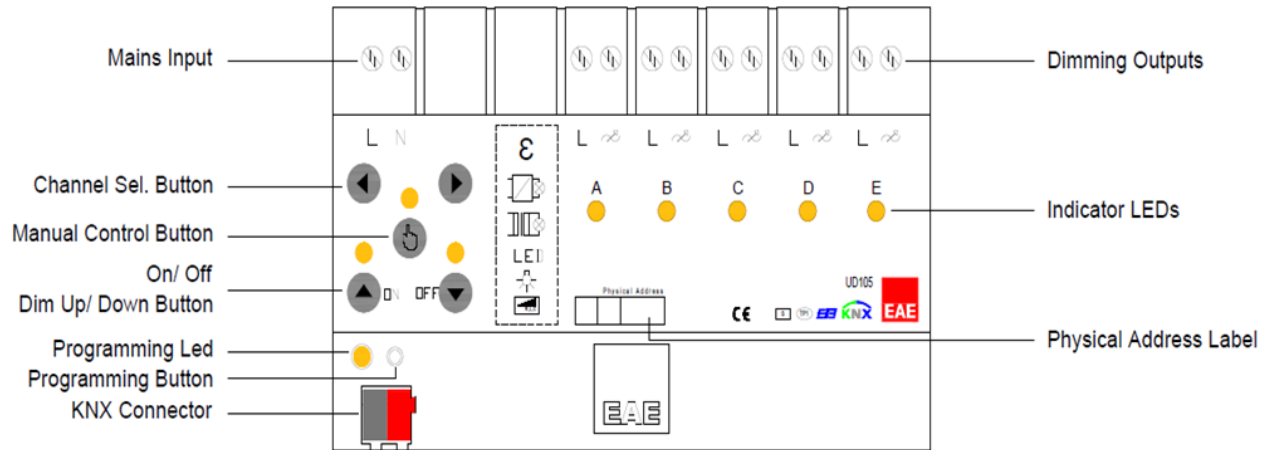 Mains Input
Dimming Outputs
L N
L L L L L
ε
Channel Sel. Button
A B C D E
Indicator LEDs
Manual Control Button
LED
On/ Off
Dim Up/ Down Button
ON OFF
UD105
Physical Address
CE KNX EAE
Physical Address Label
Programming Led
Programming Button
KNX Connector
EAE